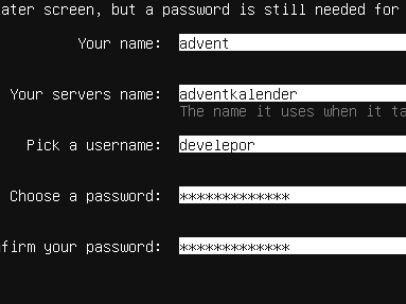 ater screen, but a password is still needed for
Your name: advent
Your servers name: adventkalender
The name it uses when it ta
Pick a username: develepor
Choose a password: *************
firm your password: *************